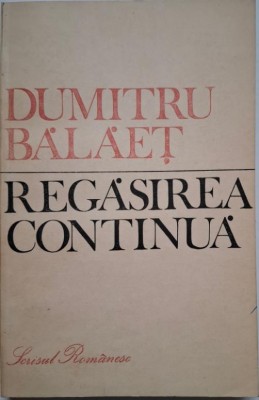 DUMITRU
BĂLĂEȚ
REGĂSIREA
CONTINUĂ
Scrisul Românesc